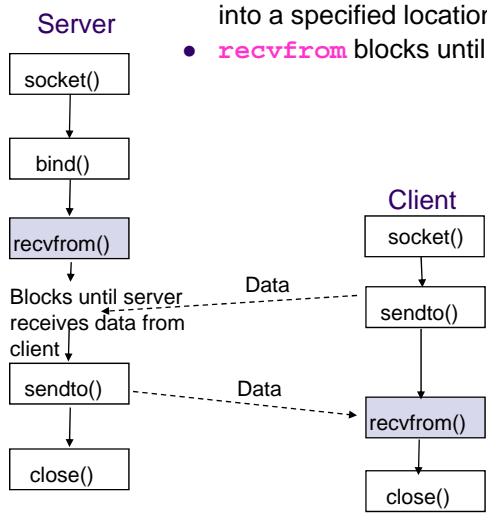 into a specified location
• recvfrom blocks until
Server
socket()
bind()
recvfrom()
Blocks until server
receives data from
client
sendto()
close()
Client
socket()
Data
sendto()
Data
recvfrom()
close()